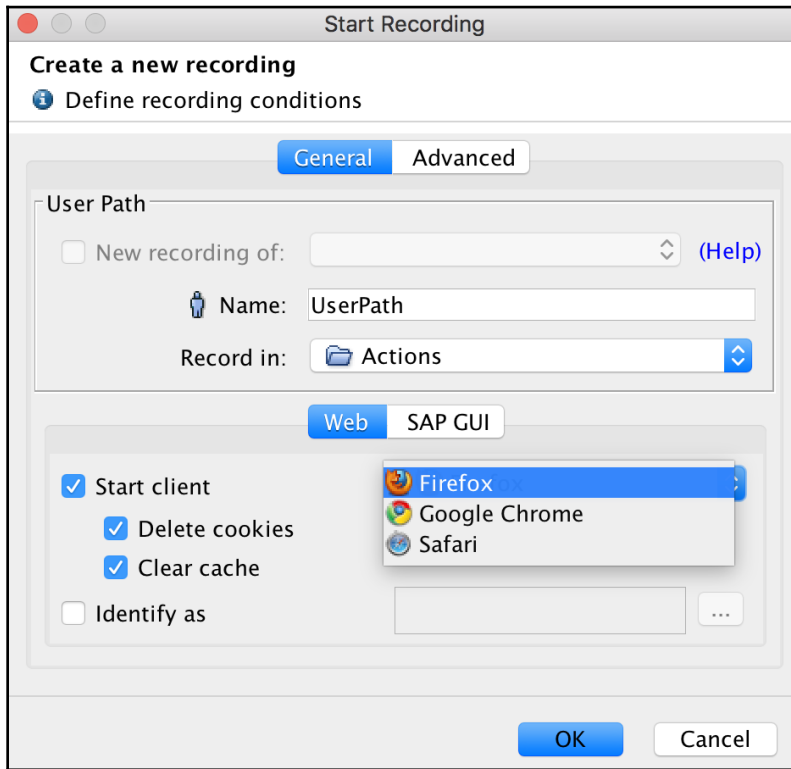 Start Recording
Create a new recording
Define recording conditions
General Advanced
User Path
New recording of: (Help)
Name: UserPath
Record in: Actions
Web SAP GUI
Start client Firefox
Delete cookies Google Chrome
Safari
Clear cache
Identify as ...
OK Cancel